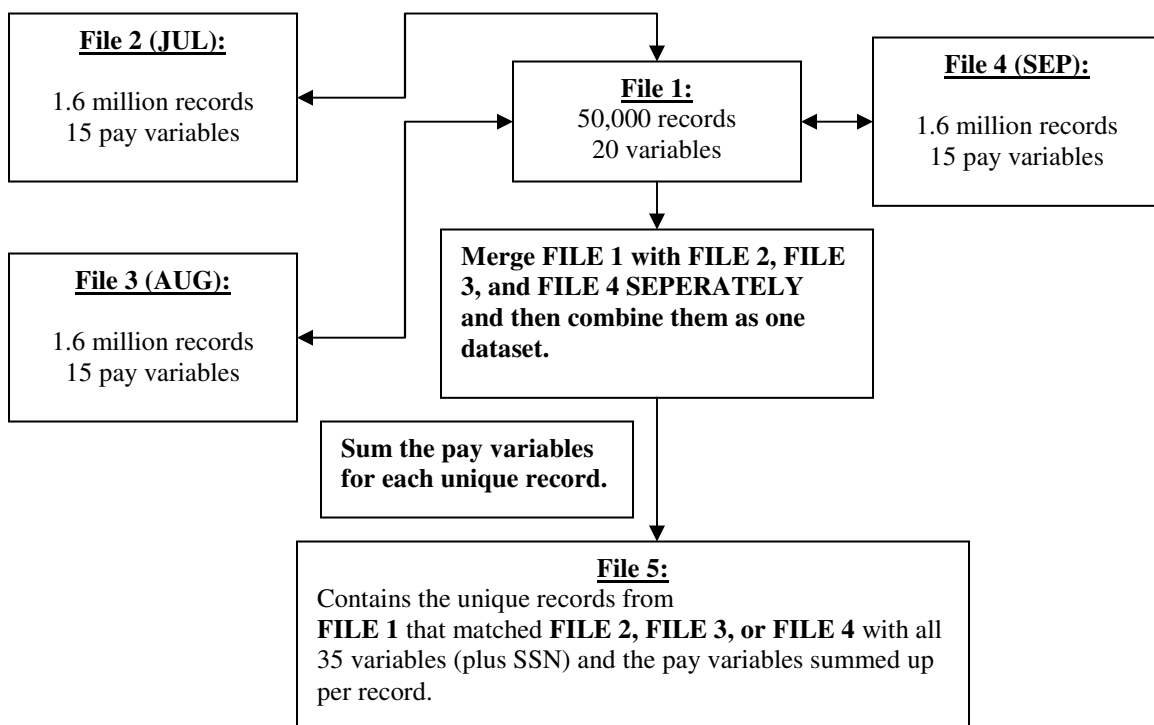 File 2 (JUL):
1.6 million records
15 pay variables
File 1:
50,000 records
20 variables
File 4 (SEP):
1.6 million records
15 pay variables
File 3 (AUG):
1.6 million records
15 pay variables
Merge FILE 1 with FILE 2, FILE
3, and FILE 4 SEPERATELY
and then combine them as one
dataset.
Sum the pay variables
for each unique record.
File 5:
Contains the unique records from
FILE 1 that matched FILE 2, FILE 3, or FILE 4 with all
35 variables (plus SSN) and the pay variables summed up
per record.